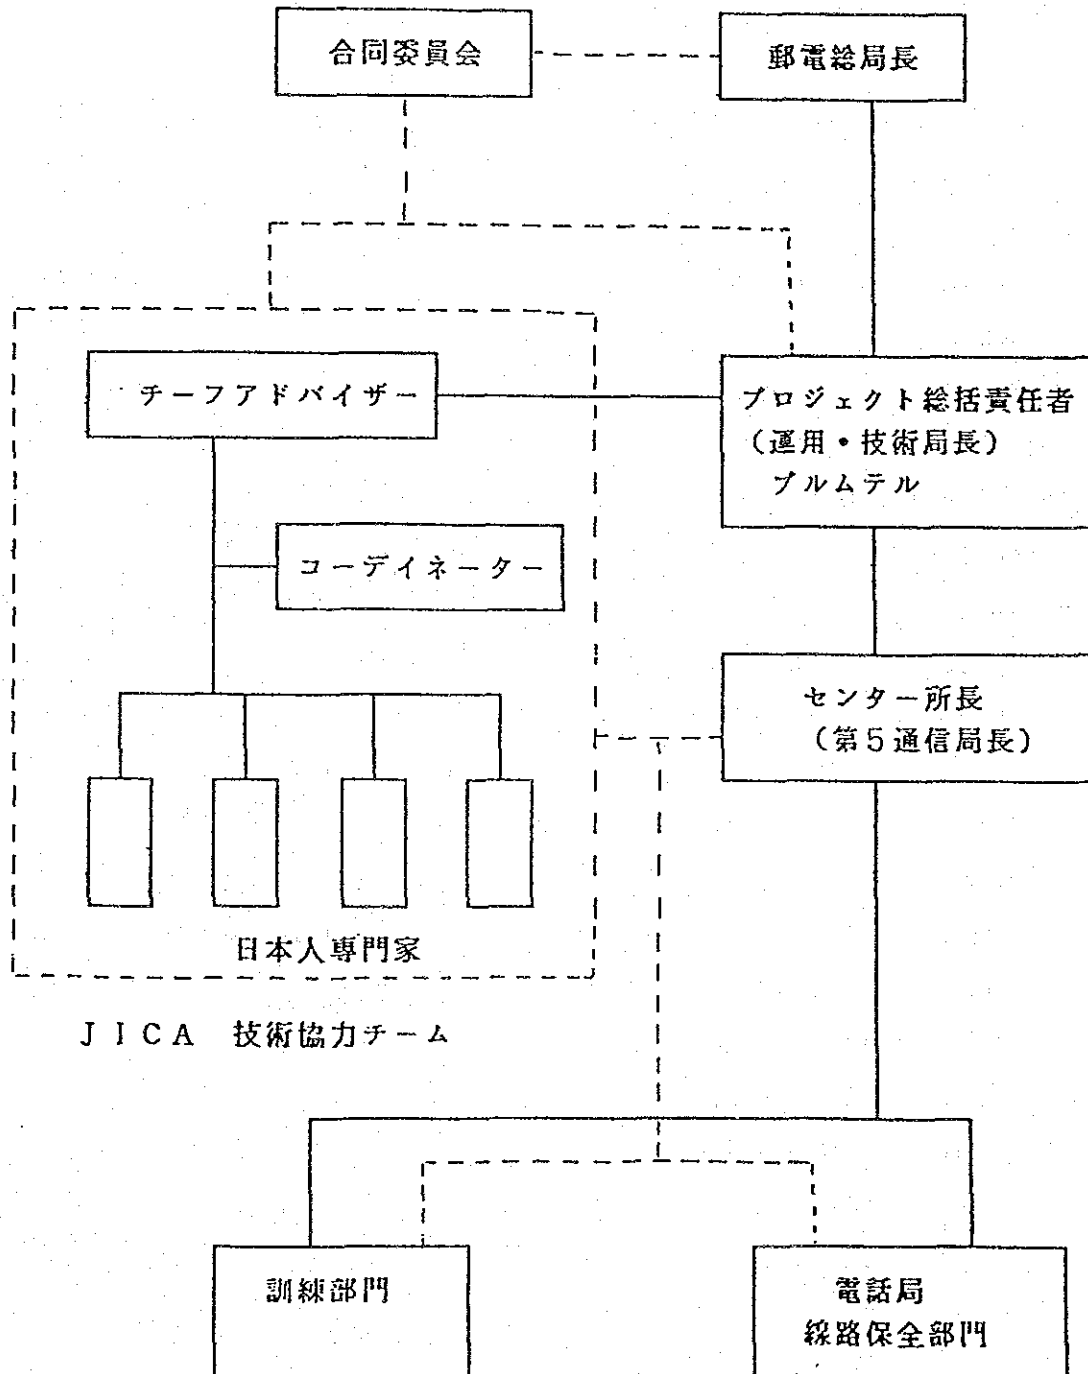 合同委員会
郵電総局長
チーフアドバイザー
プロジェクト総括責任者
(運用・技術局長)
プルムテル
コーデイネーター
センター所長
(第5通信局長)
日本人専門家
JICA 技術協力チーム
訓練部門
電話局
線路保全部門